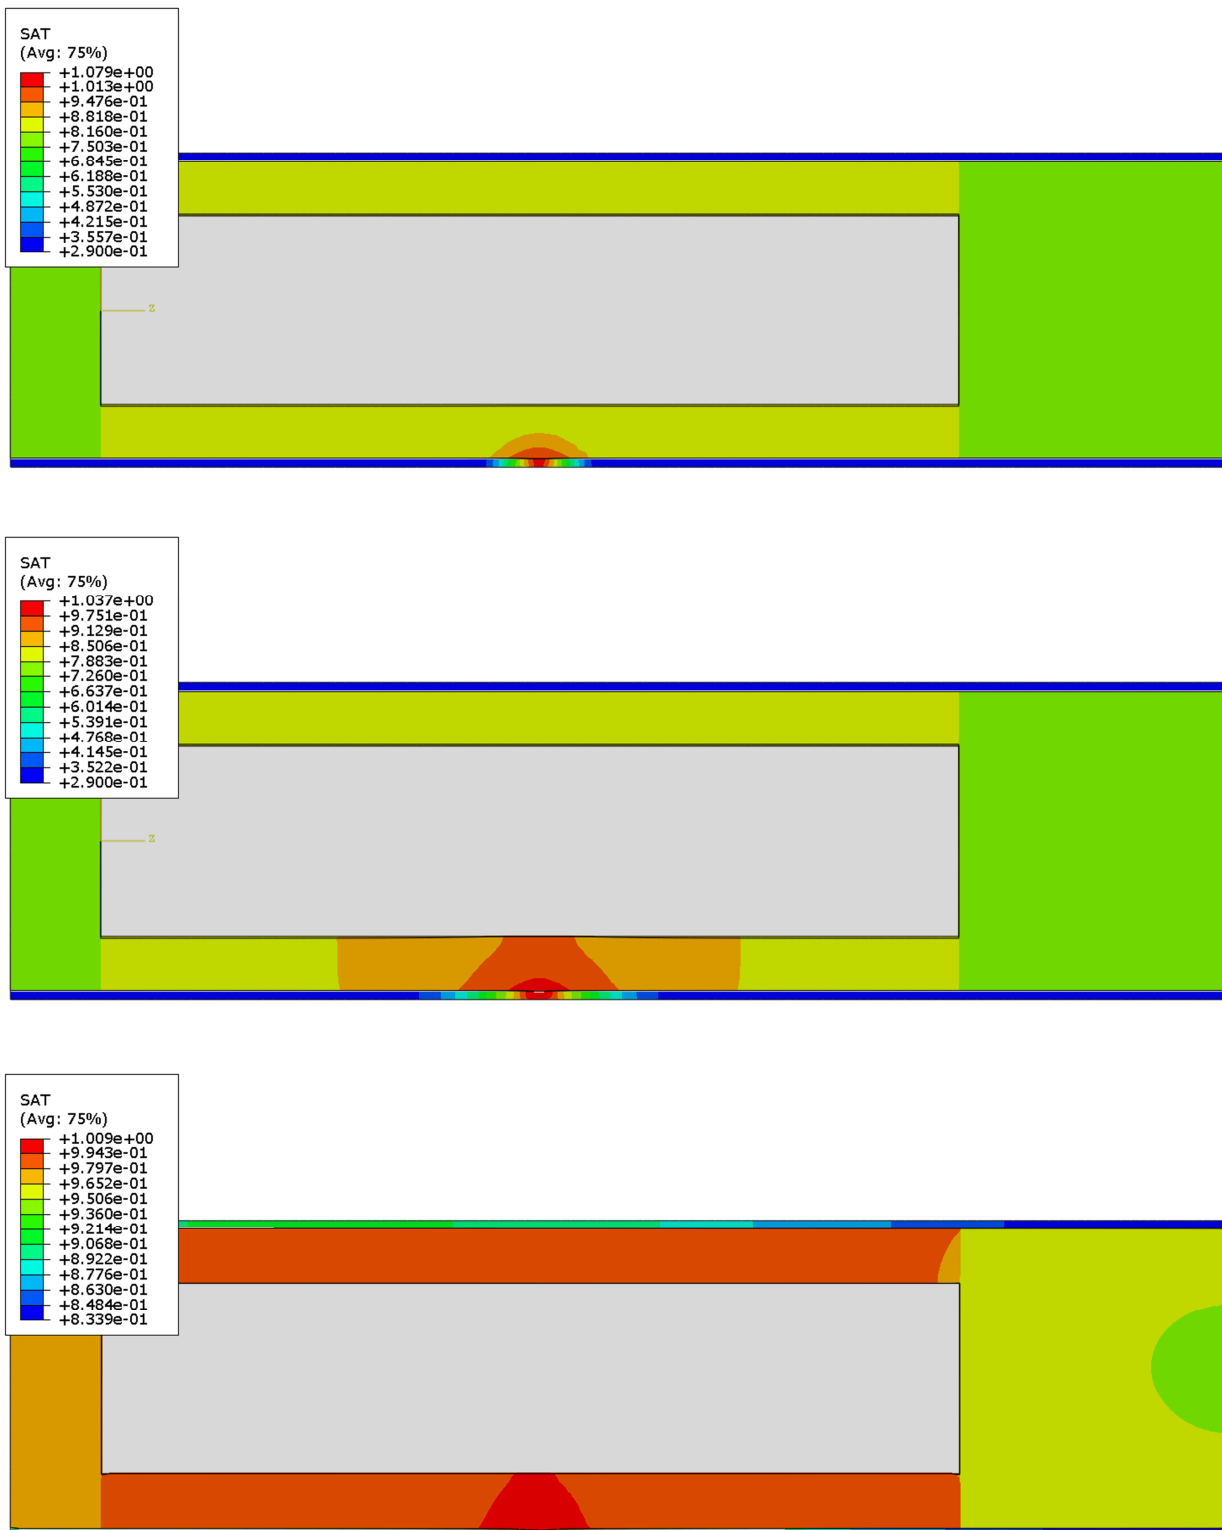 SAT
(Avg: 75%)
+1.079e+00
+1.013e+00
+9.476e-01
+8.818e-01
+8.160e-01
+7.503e-01
+6.845e-01
+6.188e-01
+5.530e-01
+4.872e-01
+4.215e-01
+3.557e-01
+2.900e-01
z
SAT
(Avg: 75%)
+1.037e+00
+9.751e-01
+9.129e-01
+8.506e-01
+7.883e-01
+7.260e-01
+6.637e-01
+6.014e-01
+5.391e-01
+4.768e-01
+4.145e-01
+3.522e-01
+2.900e-01
z
SAT
(Avg: 75%)
+1.009e+00
+9.943e-01
+9.797e-01
+9.652e-01
+9.506e-01
+9.360e-01
+9.214e-01
+9.068e-01
+8.922e-01
+8.776e-01
+8.630e-01
+8.484e-01
+8.339e-01